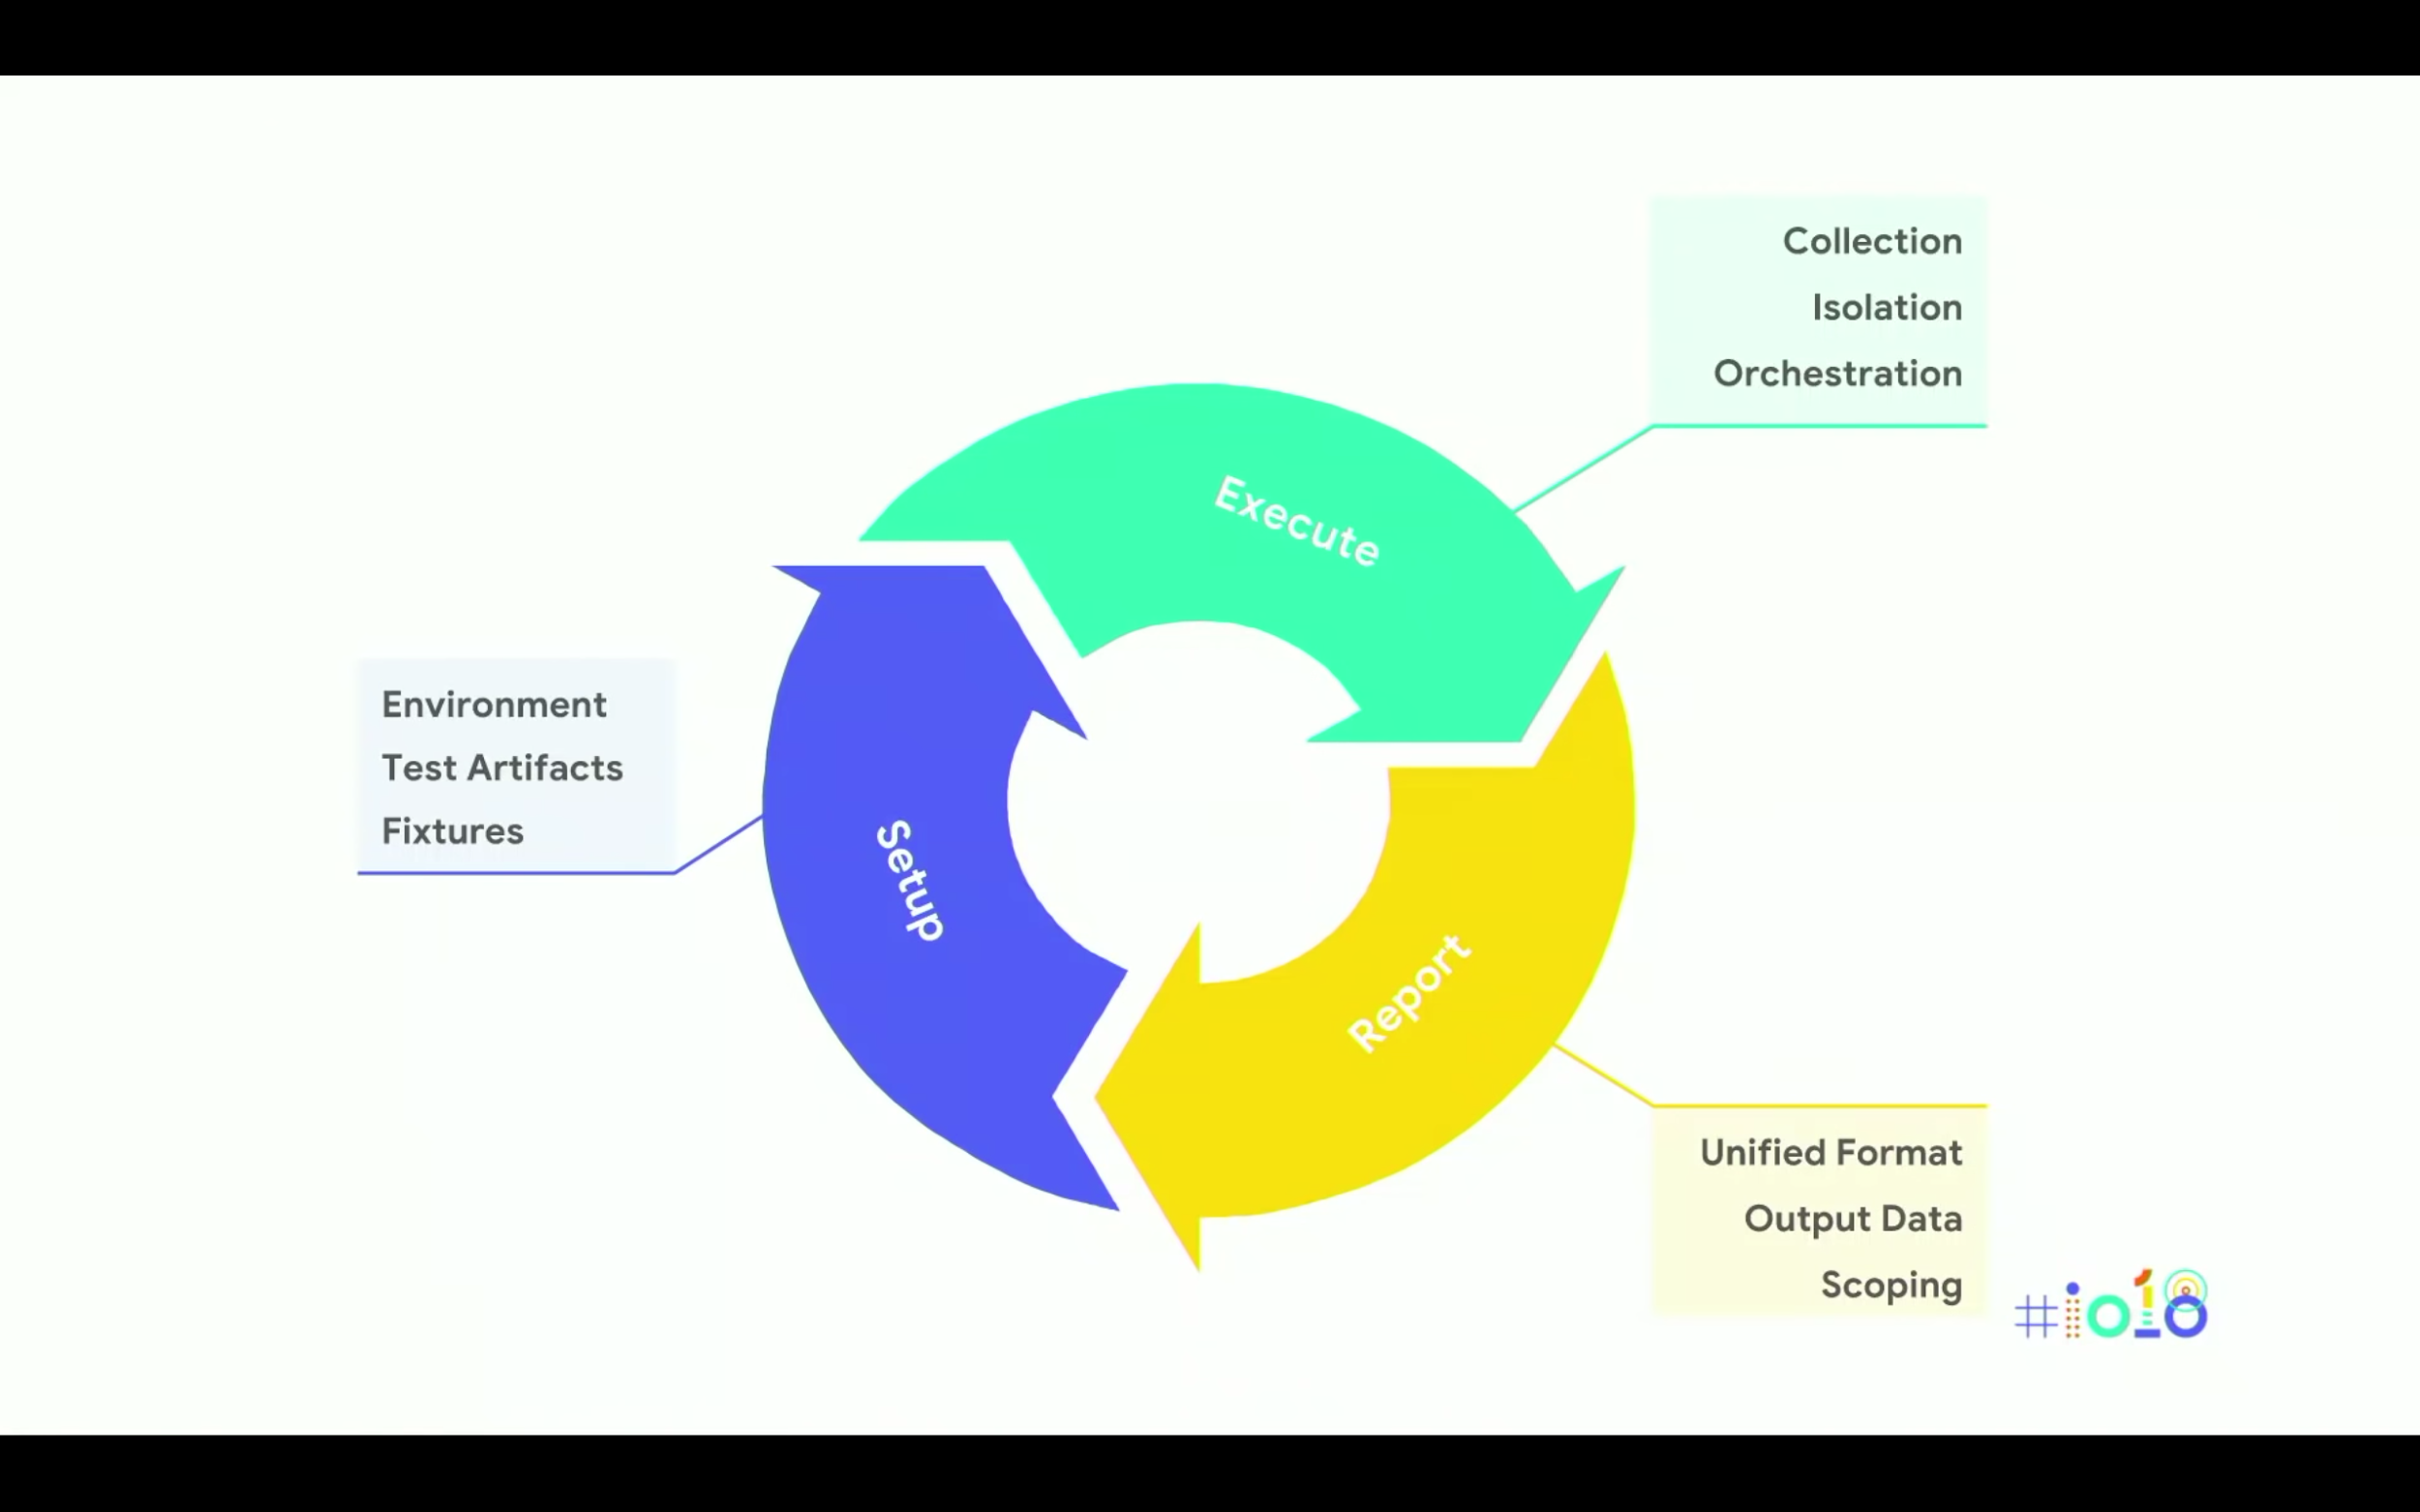 Collection
Isolation
Orchestration
Execute
Environment
Test Artifacts
Fixtures
Setup
Report
Unified Format
Output Data
Scoping
#io18